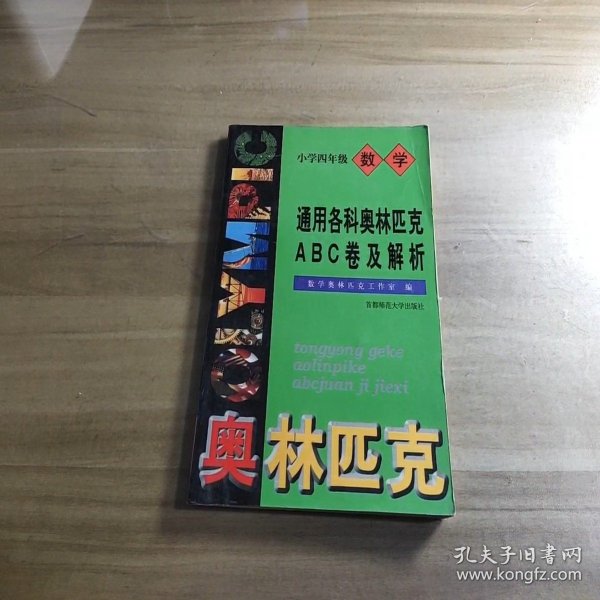 小学四年级 数学
通用各科奥林匹克
ABC卷及解析
数学奥林匹克工作室 编
首都师范大学出版社
tongyong geke
aolinpike
abcjuan ji jiexi
OLYMPIC
奥林匹克
孔夫子旧书网
www.kongfz.com